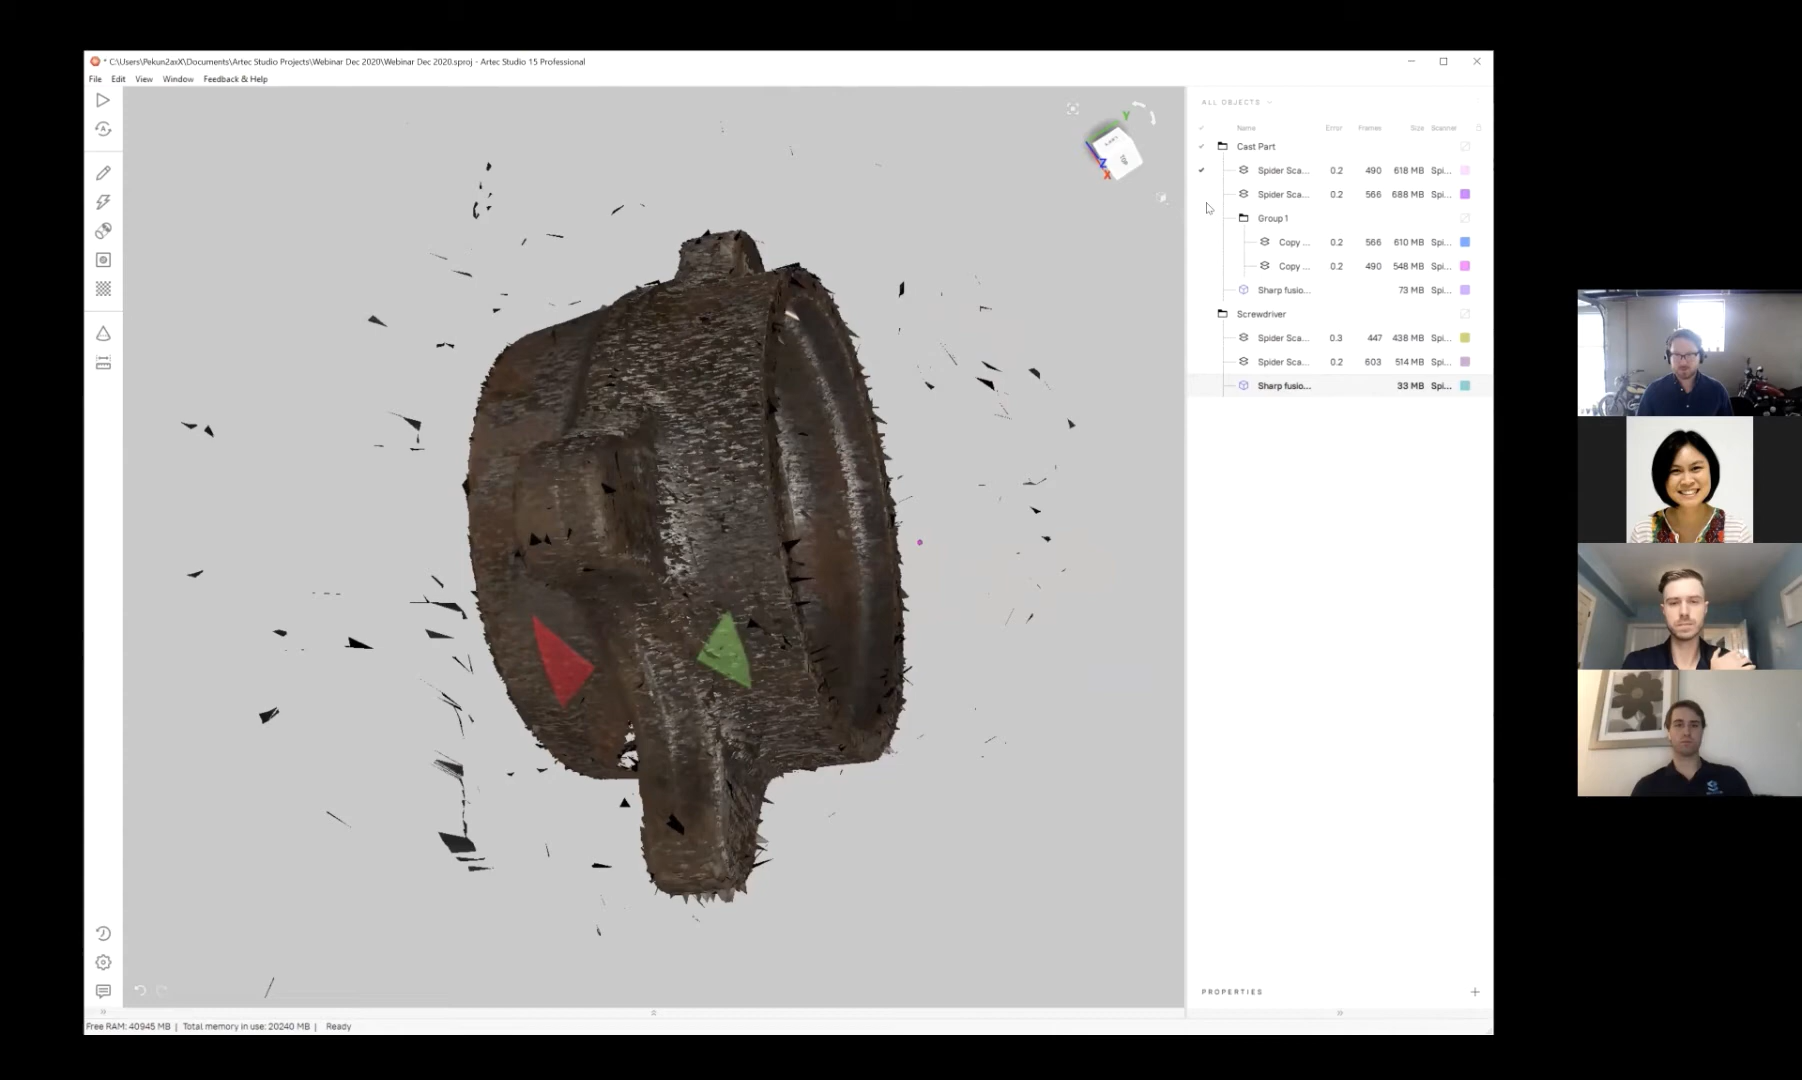 * C:\Users\Pekun2axX\Documents\Artec Studio Projects\Webinar Dec 2020\Webinar Dec 2020.sproj - Artec Studio 15 Professional
File Edit View Window Feedback & Help
ALL OBJECTS
Name Error Frames Size Scanner
Cast Part
Spider Sca... 0.2 490 618 MB Spi...
Spider Sca... 0.2 566 688 MB Spi...
Group 1
Copy ... 0.2 566 610 MB Spi...
Copy ... 0.2 490 548 MB Spi...
Sharp fusio... 73 MB Spi...
Screwdriver
Spider Sca... 0.3 447 438 MB Spi...
Spider Sca... 0.2 603 514 MB Spi...
Sharp fusio... 33 MB Spi...
Y
Z
X
TOP
PROPERTIES
Free RAM: 40945 MB | Total memory in use: 20240 MB | Ready